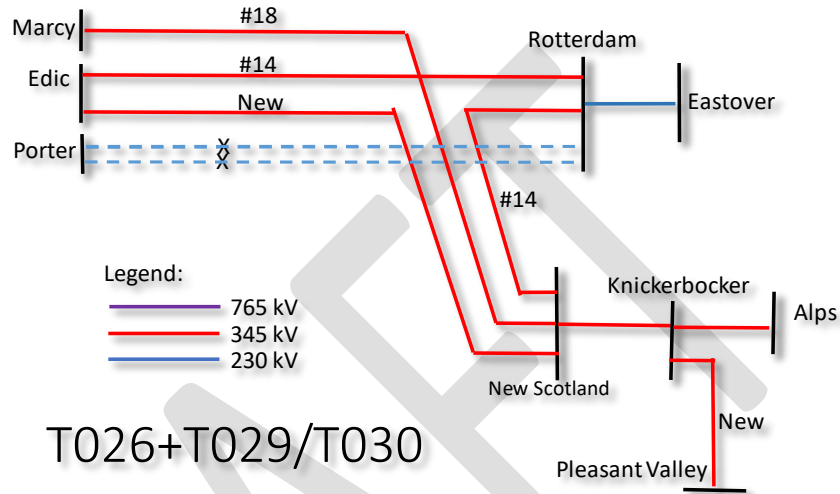 #18
Marcy
Rotterdam
#14
Edic
New
Eastover
Porter
X
X
#14
Legend:
Knickerbocker
765 kV
Alps
345 kV
230 kV
New Scotland
New
T026+T029/T030
Pleasant Valley
DRAFT